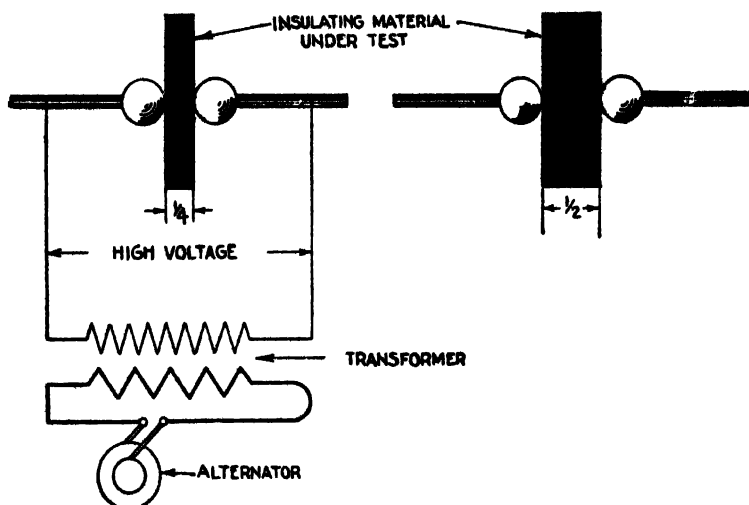 INSULATING MATERIAL
UNDER TEST
1/4
1/2
HIGH VOLTAGE
TRANSFORMER
ALTERNATOR